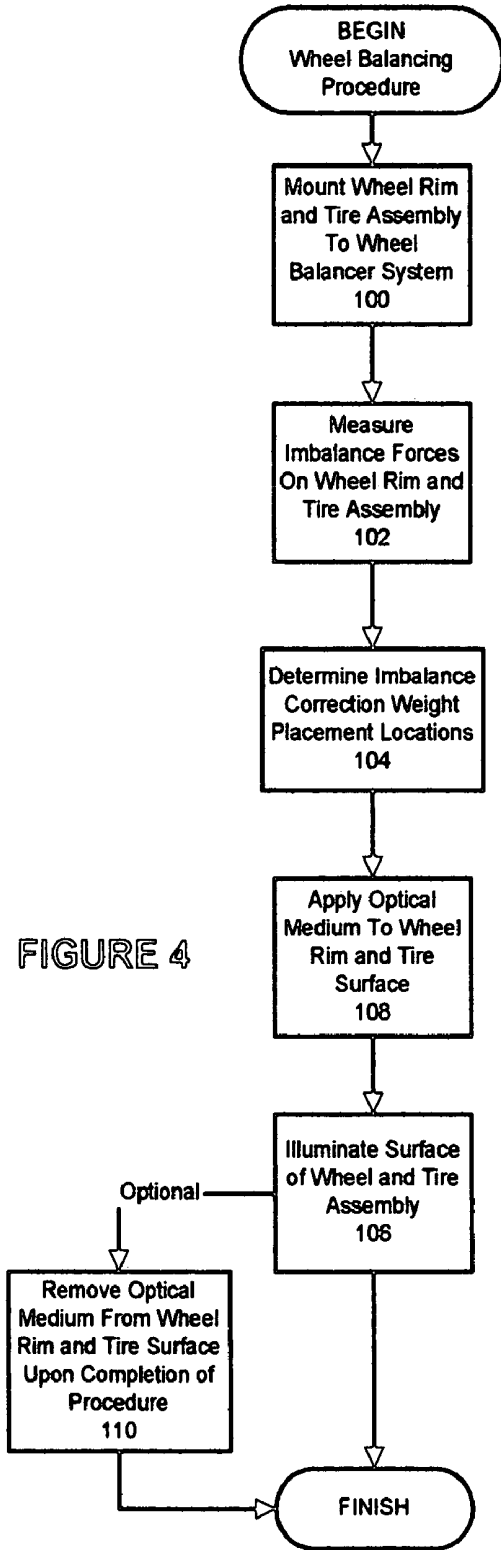 BEGIN
Wheel Balancing
Procedure
Mount Wheel Rim
and Tire Assembly
To Wheel
Balancer System
100
Measure
Imbalance Forces
On Wheel Rim and
Tire Assembly
102
Determine Imbalance
Correction Weight
Placement Locations
104
Apply Optical
Medium To Wheel
Rim and Tire
Surface
108
FIGURE 4
Illuminate Surface
of Wheel and Tire
Assembly
106
Optional
Remove Optical
Medium From Wheel
Rim and Tire Surface
Upon Completion of
Procedure
110
FINISH